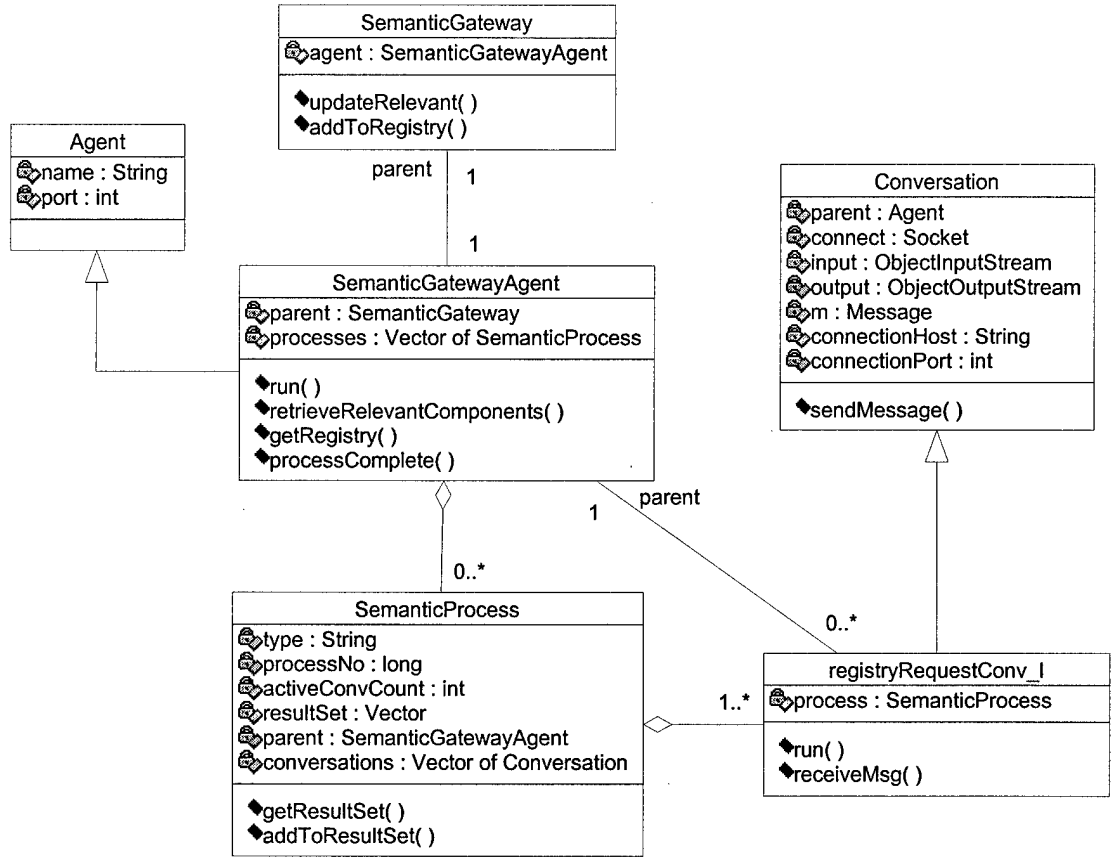 SemanticGateway
agent : SemanticGatewayAgent
updateRelevant( )
addToRegistry( )
parent
1
1
Agent
name : String
port : int
Conversation
parent : Agent
connect : Socket
input : ObjectInputStream
output : ObjectOutputStream
m : Message
connectionHost : String
connectionPort : int
sendMessage( )
SemanticGatewayAgent
parent : SemanticGateway
processes : Vector of SemanticProcess
run( )
retrieveRelevantComponents( )
getRegistry( )
processComplete( )
parent
1
0..*
0..*
SemanticProcess
type : String
processNo : long
activeConvCount : int
resultSet : Vector
parent : SemanticGatewayAgent
conversations : Vector of Conversation
getResultSet( )
addToResultSet( )
1..*
registryRequestConv_I
process : SemanticProcess
run( )
receiveMsg( )